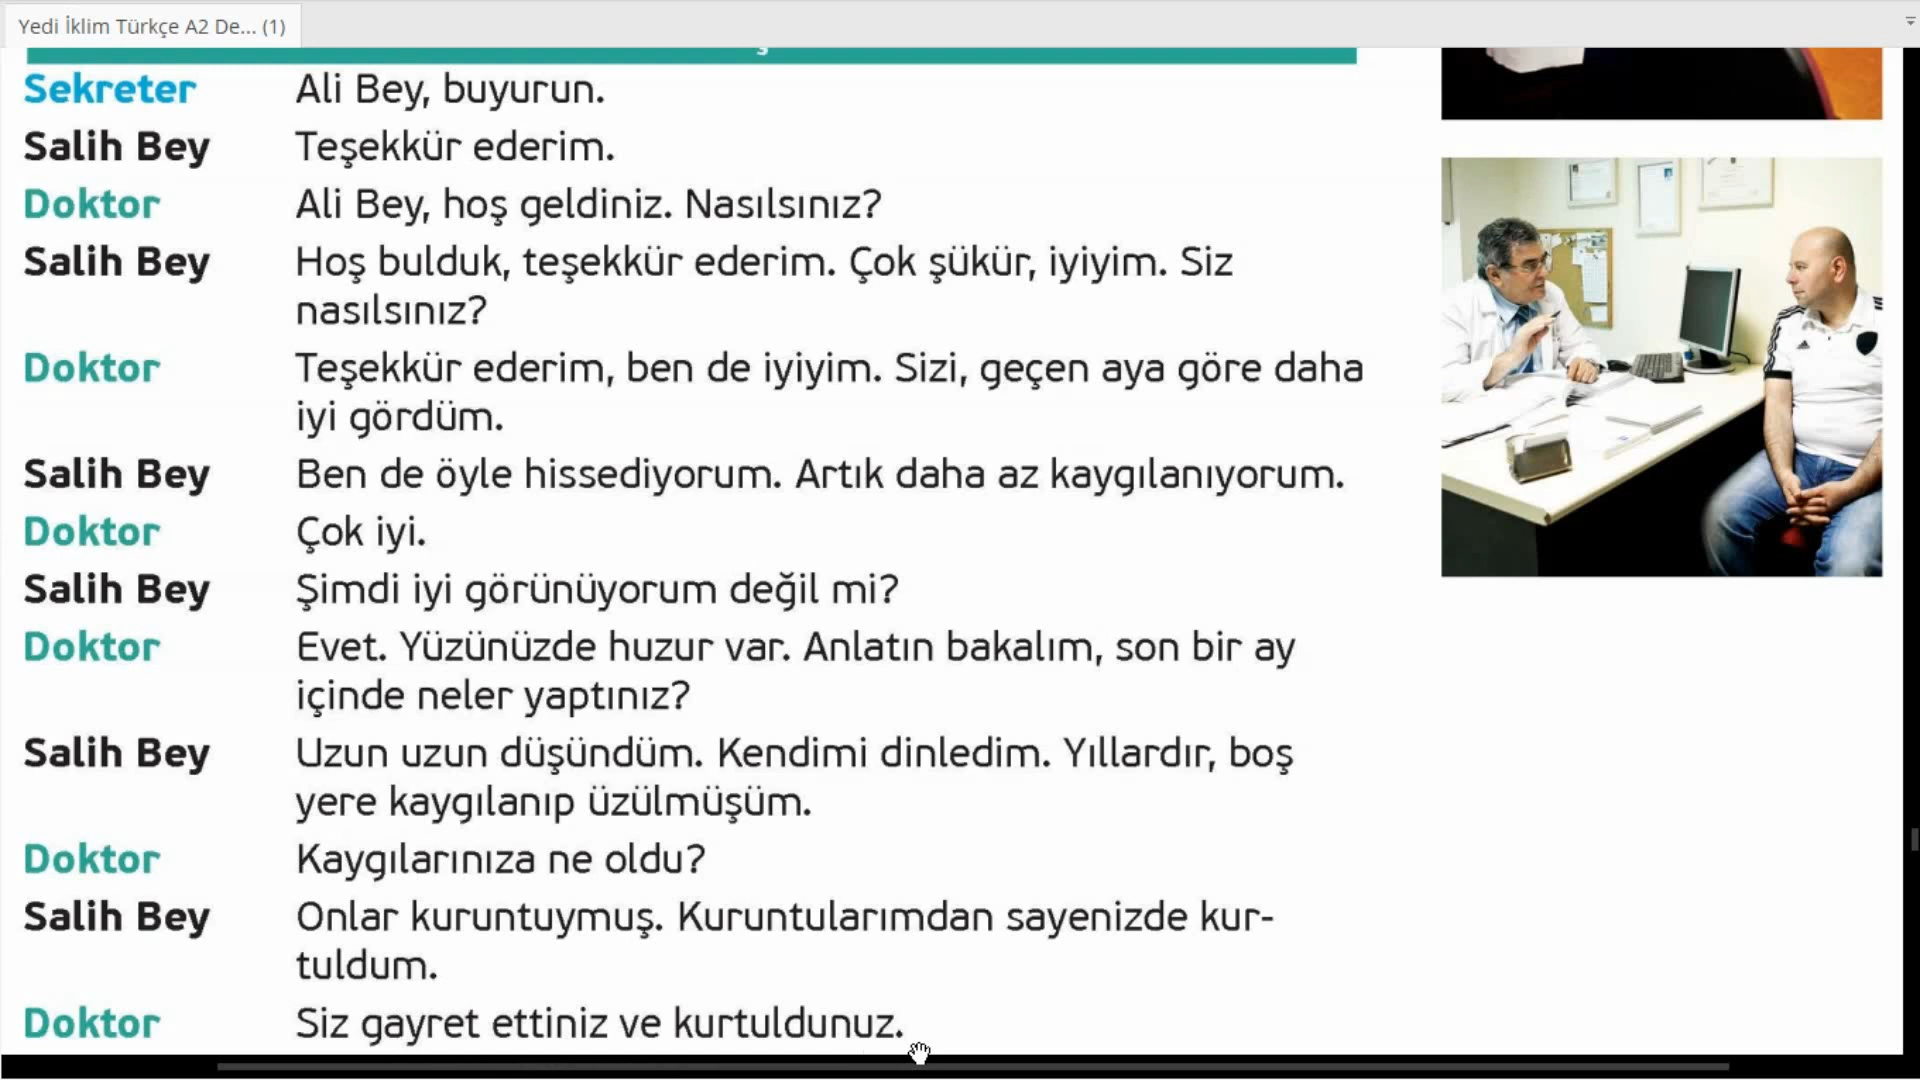 Yedi İklim Türkçe A2 De... (1)
Sekreter Ali Bey, buyurun.
Salih Bey Teşekkür ederim.
Doktor Ali Bey, hoş geldiniz. Nasılsınız?
Salih Bey Hoş bulduk, teşekkür ederim. Çok şükür, iyiyim. Siz
nasılsınız?
Doktor Teşekkür ederim, ben de iyiyim. Sizi, geçen aya göre daha
iyi gördüm.
Salih Bey Ben de öyle hissediyorum. Artık daha az kaygılanıyorum.
Doktor Çok iyi.
Salih Bey Şimdi iyi görünüyorum değil mi?
Doktor Evet. Yüzünüzde huzur var. Anlatın bakalım, son bir ay
içinde neler yaptınız?
Salih Bey Uzun uzun düşündüm. Kendimi dinledim. Yıllardır, boş
yere kaygılanıp üzülmüşüm.
Doktor Kaygılarınıza ne oldu?
Salih Bey Onlar kuruntuymuş. Kuruntularımdan sayenizde kur-
tuldum.
Doktor Siz gayret ettiniz ve kurtuldunuz.